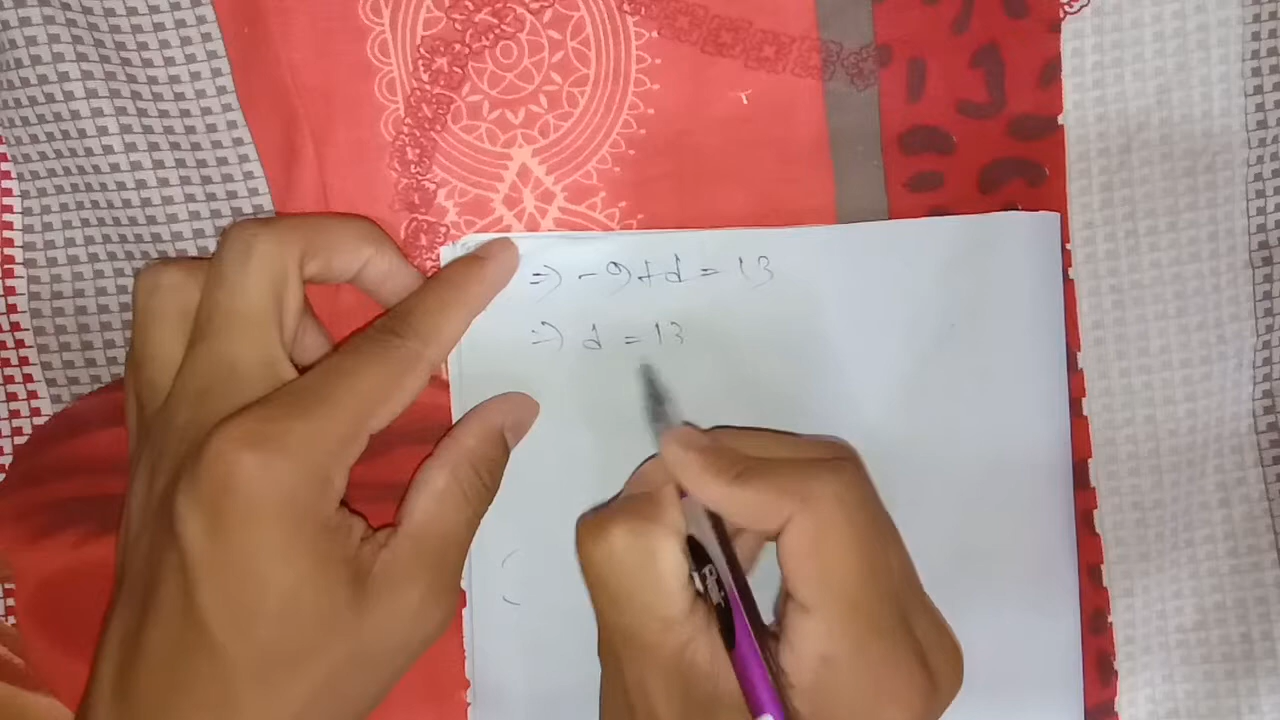 ⇒ -9+d = 13
⇒ d = 13